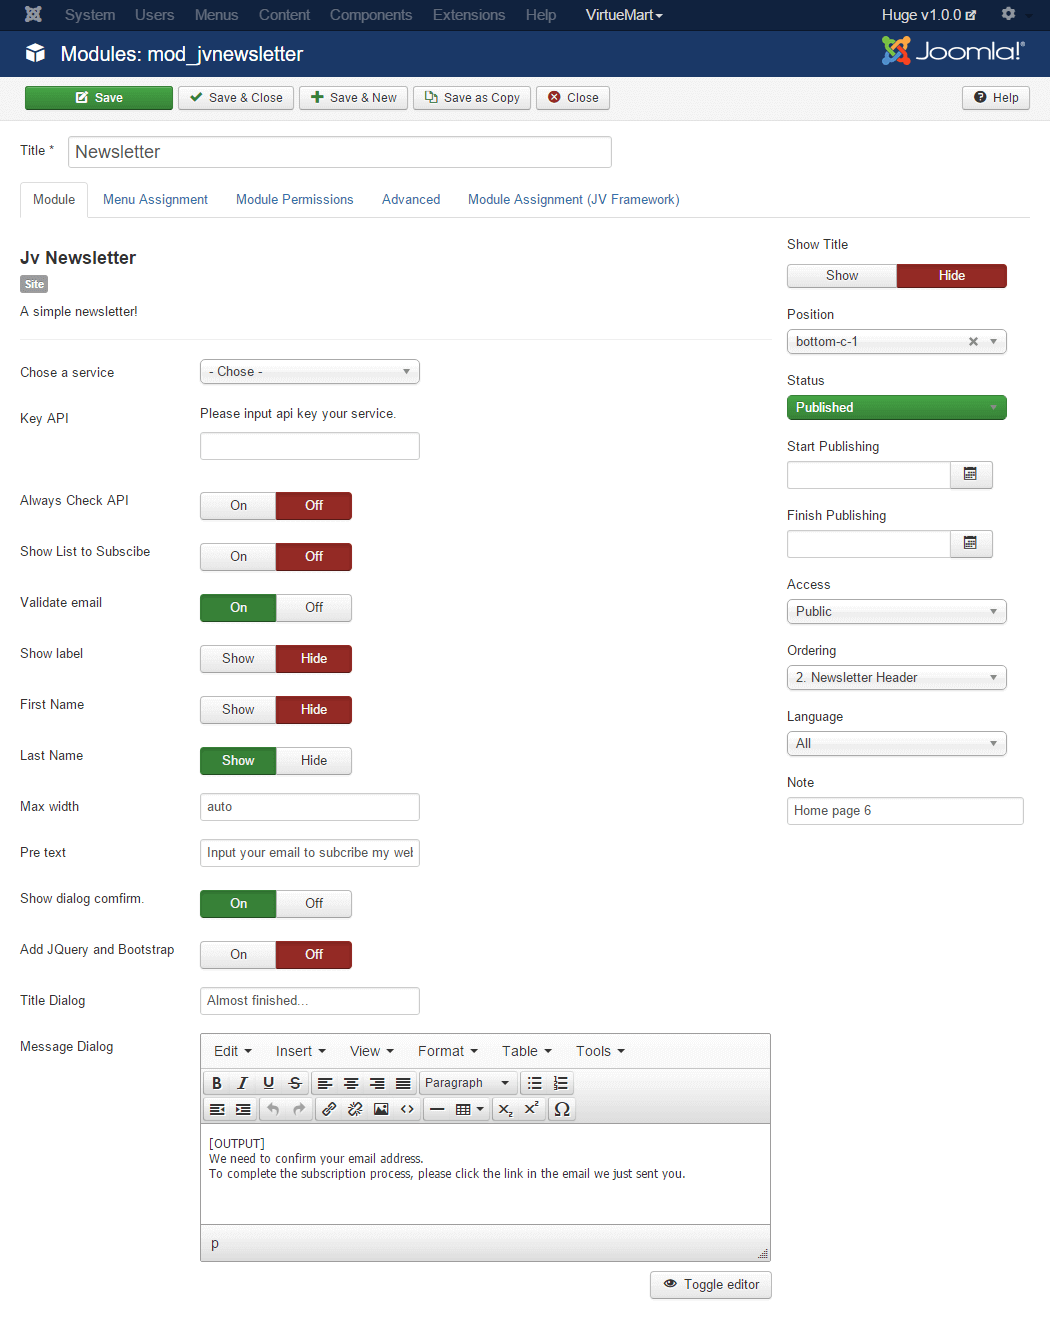 System Users Menus Content Components Extensions Help VirtueMart Huge v1.0.0
Modules: mod_jvnewsletter Joomla!®
Save Save & Close Save & New Save as Copy Close Help
Title * Newsletter
Module Menu Assignment Module Permissions Advanced Module Assignment (JV Framework)
Jv Newsletter
Site
A simple newsletter!
Chose a service - Chose -
Key API Please input api key your service.
Always Check API On Off
Show List to Subscibe On Off
Validate email On Off
Show label Show Hide
First Name Show Hide
Last Name Show Hide
Max width auto
Pre text Input your email to subcribe my wel
Show dialog comfirm. On Off
Add JQuery and Bootstrap On Off
Title Dialog Almost finished...
Message Dialog
Edit Insert View Format Table Tools
B I U S Paragraph
X₂ X² Ω
[OUTPUT]
We need to confirm your email address.
To complete the subscription process, please click the link in the email we just sent you.
p
Toggle editor
Show Title
Show Hide
Position
bottom-c-1
Status
Published
Start Publishing
Finish Publishing
Access
Public
Ordering
2. Newsletter Header
Language
All
Note
Home page 6